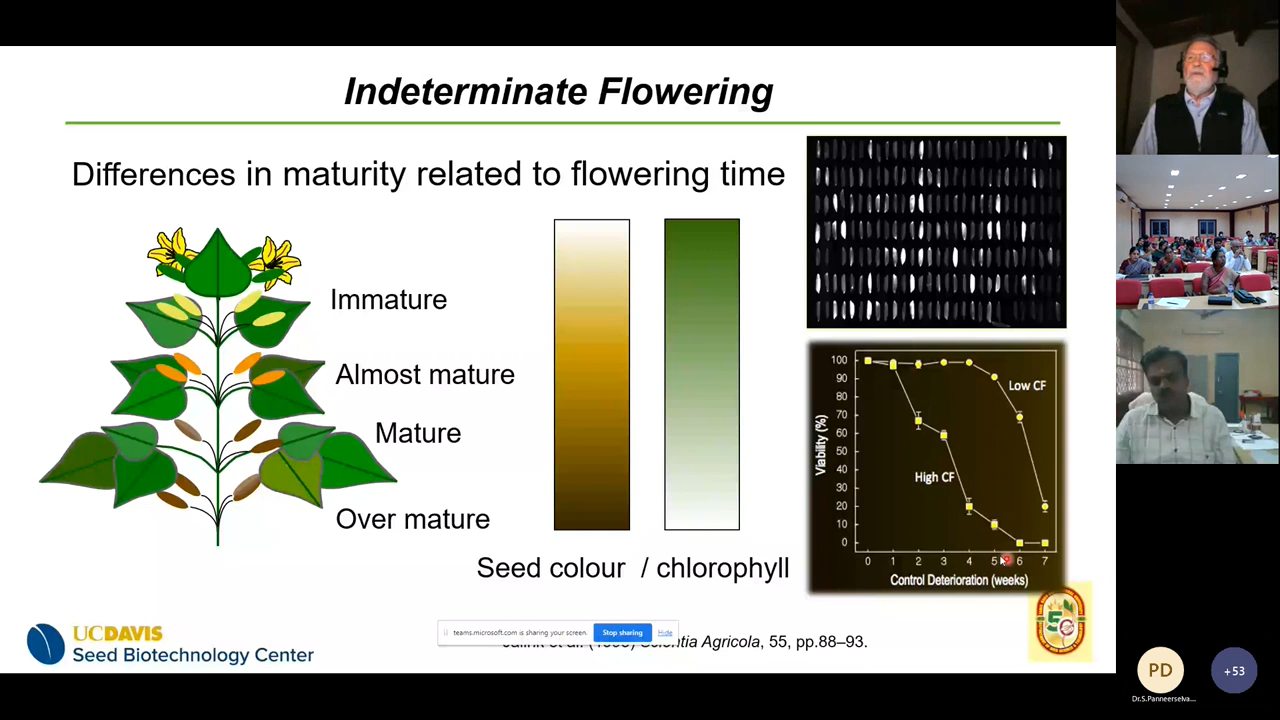 Indeterminate Flowering
Differences in maturity related to flowering time
Immature
Almost mature
Mature
Over mature
Seed colour / chlorophyll
100
90
80
70
60
50
40
30
20
10
0
Viability (%)
Low CF
High CF
0 1 2 3 4 5 6 7
Control Deterioration (weeks)
UCDAVIS
Seed Biotechnology Center
teams.microsoft.com is sharing your screen.
Stop sharing
Hide
Agricola, 55, pp.88–93.
PD
Dr.S.Panneerselva...
+53